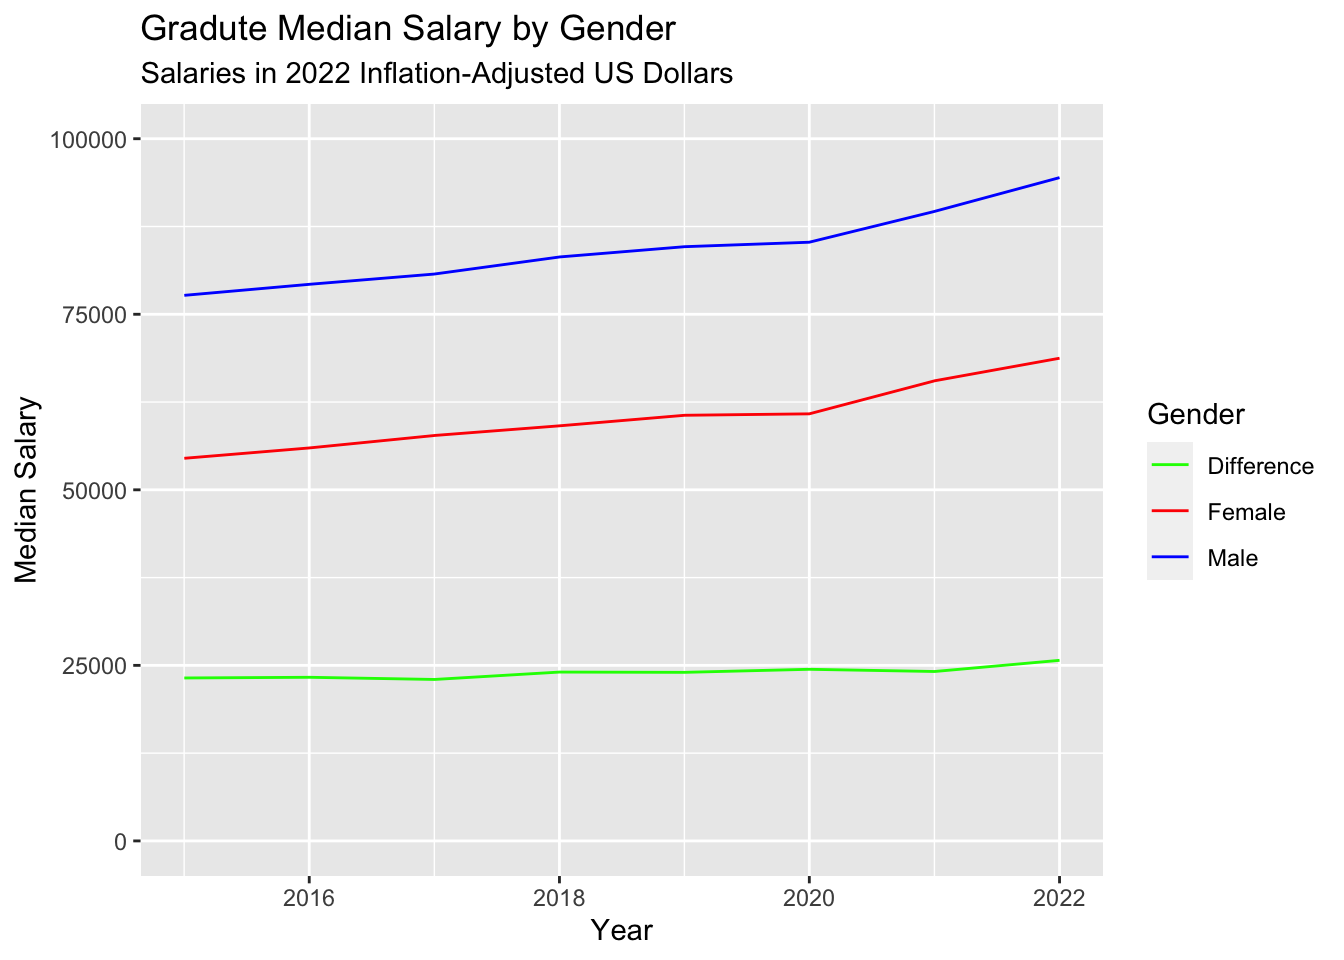 Gradute Median Salary by Gender
Salaries in 2022 Inflation-Adjusted US Dollars
100000
75000
50000
25000
0
Median Salary
2016 2018 2020 2022
Year
Gender
Difference
Female
Male